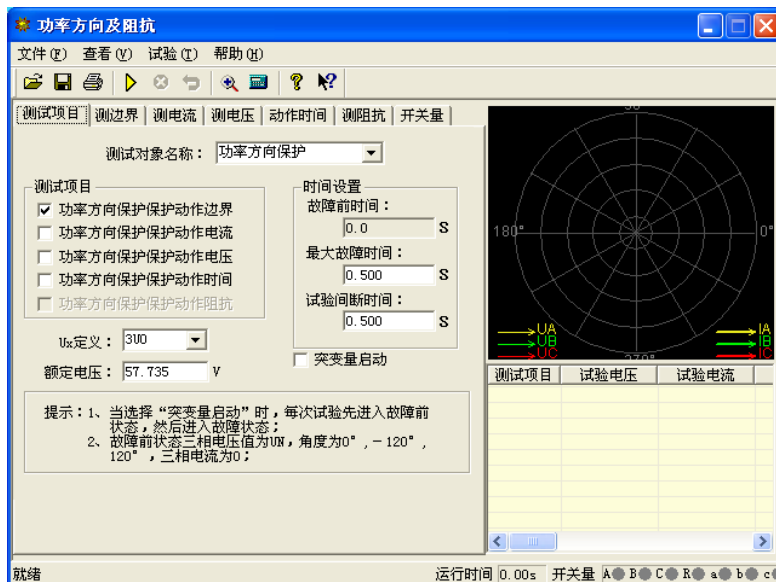 功率方向及阻抗
文件(F) 查看(V) 试验(T) 帮助(H)
测试项目 测边界 测电流 测电压 动作时间 测阻抗 开关量
测试对象名称： 功率方向保护
测试项目
功率方向保护保护动作边界
功率方向保护保护动作电流
功率方向保护保护动作电压
功率方向保护保护动作时间
功率方向保护保护动作阻抗
时间设置
故障前时间：
0.0 S
最大故障时间：
0.500 S
试验间断时间：
0.500 S
Ux定义： 3U0
突变量启动
额定电压： 57.735 V
提示：1、当选择“突变量启动”时，每次试验先进入故障前
状态，然后进入故障状态；
2、故障前状态三相电压值为UN，角度为0°，－120°，
120°，三相电流为0；
180° 0°
UA IA
UB IB
UC IC
270°
测试项目 试验电压 试验电流
就绪 运行时间 0.00s 开关量 A B C R a b c